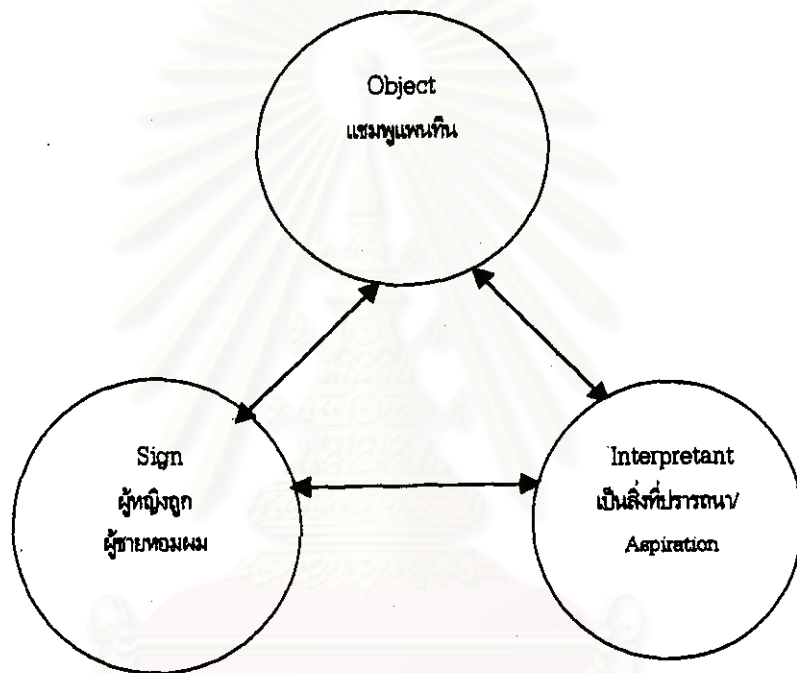 Object
แชมพูแพนทีน
Sign
ผู้หญิงถูก
ผู้ชายหอมผม
Interpretant
เป็นสิ่งที่ปรารถนา/
Aspiration